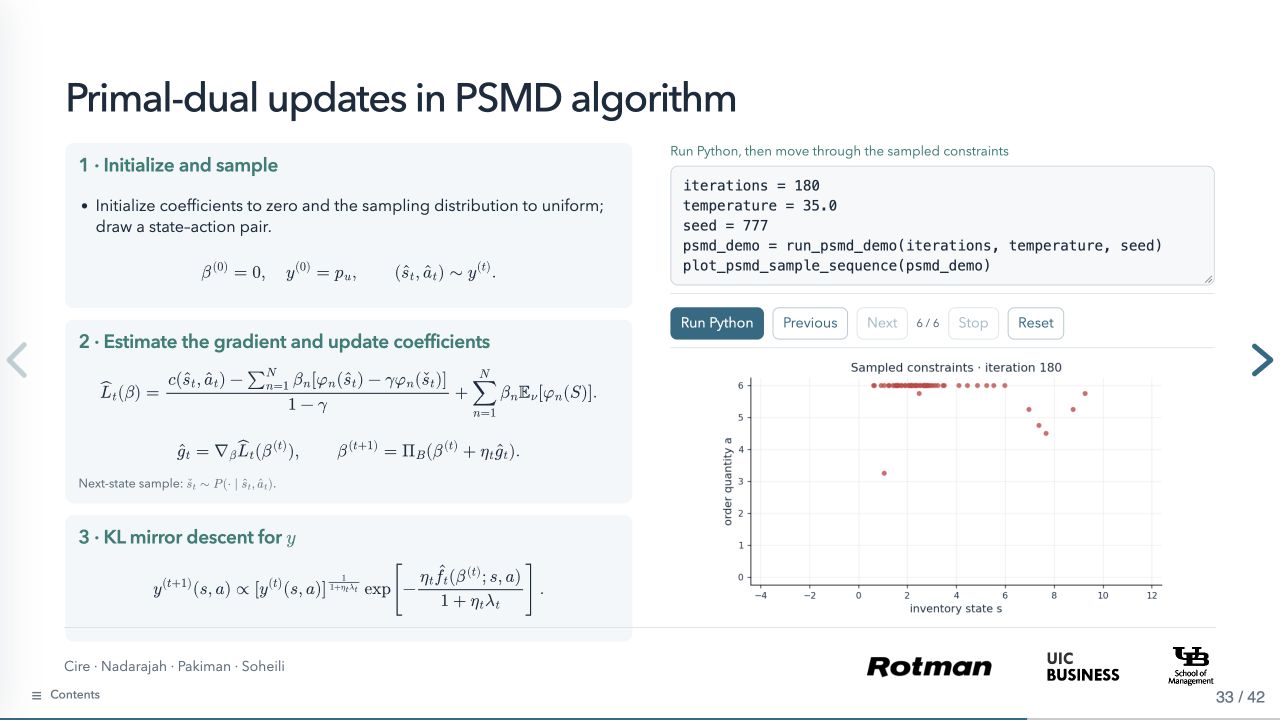 Primal-dual updates in PSMD algorithm
1 · Initialize and sample
• Initialize coefficients to zero and the sampling distribution to uniform;
draw a state–action pair.
β^{(0)} = 0,  y^{(0)} = p_u,  (ŝ_t, â_t) ∼ y^{(t)}.
2 · Estimate the gradient and update coefficients
L̂_t(β) = \frac{c(ŝ_t, â_t) − ∑_{n=1}^{N} β_n[φ_n(ŝ_t) − γφ_n(š_t)]}{1 − γ} + ∑_{n=1}^{N} β_n 𝔼_ν[φ_n(S)].
ĝ_t = ∇_β L̂_t(β^{(t)}),  β^{(t+1)} = Π_B(β^{(t)} + η_t ĝ_t).
Next-state sample: š_t ∼ P(· | ŝ_t, â_t).
3 · KL mirror descent for y
y^{(t+1)}(s, a) ∝ [y^{(t)}(s, a)]^{\frac{1}{1+η_tλ_t}} exp[−\frac{η_t f̂_t(β^{(t)}; s, a)}{1 + η_tλ_t}].
Run Python, then move through the sampled constraints
iterations = 180
temperature = 35.0
seed = 777
psmd_demo = run_psmd_demo(iterations, temperature, seed)
plot_psmd_sample_sequence(psmd_demo)
Run Python Previous Next 6 / 6 Stop Reset
Sampled constraints · iteration 180
order quantity a
6
5
4
3
2
1
0
−4 −2 0 2 4 6 8 10 12
inventory state s
Cire · Nadarajah · Pakiman · Soheili
Rotman
UIC
BUSINESS
UB
School of
Management
≡ Contents
33 / 42